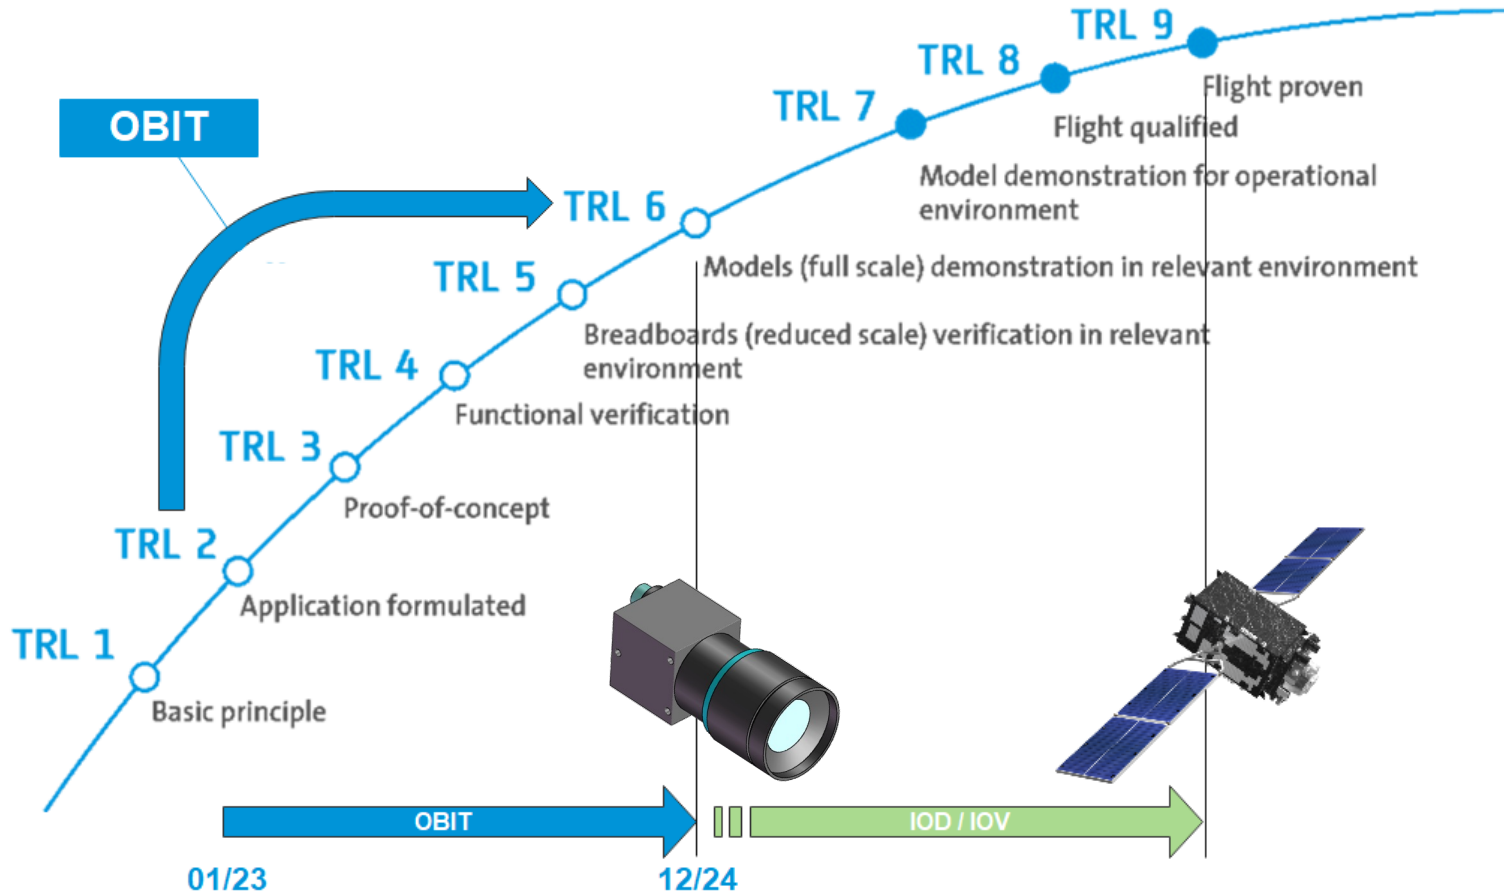 TRL 9
Flight proven
TRL 8
Flight qualified
TRL 7
Model demonstration for operational
environment
OBIT
TRL 6
Models (full scale) demonstration in relevant environment
TRL 5
Breadboards (reduced scale) verification in relevant
environment
TRL 4
Functional verification
TRL 3
Proof-of-concept
TRL 2
Application formulated
TRL 1
Basic principle
OBIT
IOD / IOV
01/23
12/24